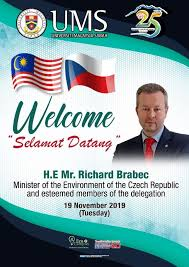 UMS
UNIVERSITI MALAYSIA SABAH
25
Welcome
"Selamat Datang"
H.E Mr. Richard Brabec
Minister of the Environment of the Czech Republic
and esteemed members of the delegation
19 November 2019
(Tuesday)